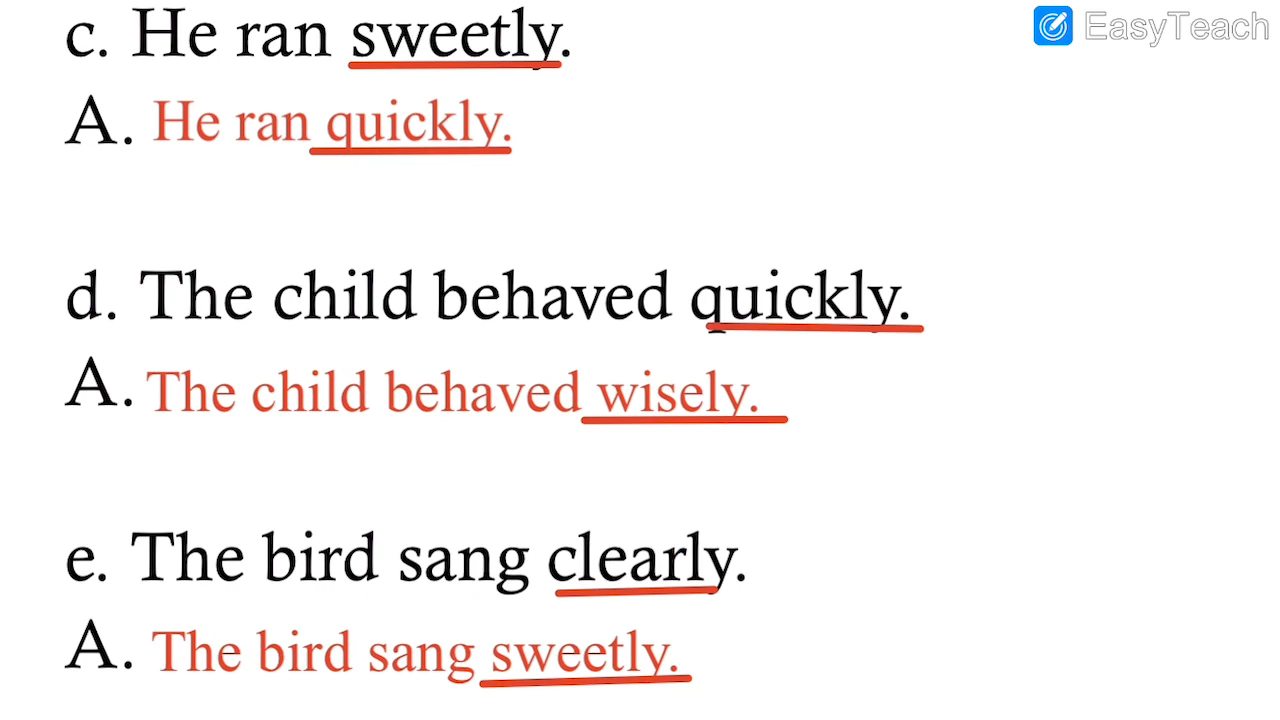 c. He ran sweetly.
EasyTeach
A. He ran quickly.
d. The child behaved quickly.
A. The child behaved wisely.
e. The bird sang clearly.
A. The bird sang sweetly.